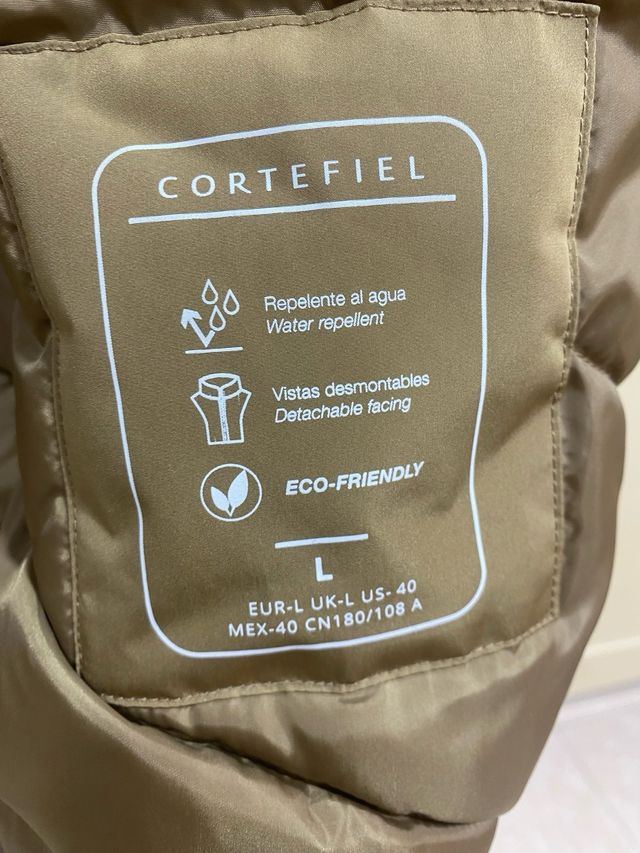 CORTEFIEL
Repelente al agua
Water repellent
Vistas desmontables
Detachable facing
ECO-FRIENDLY
L
EUR-L UK-L US- 40
MEX-40 CN180/108 A